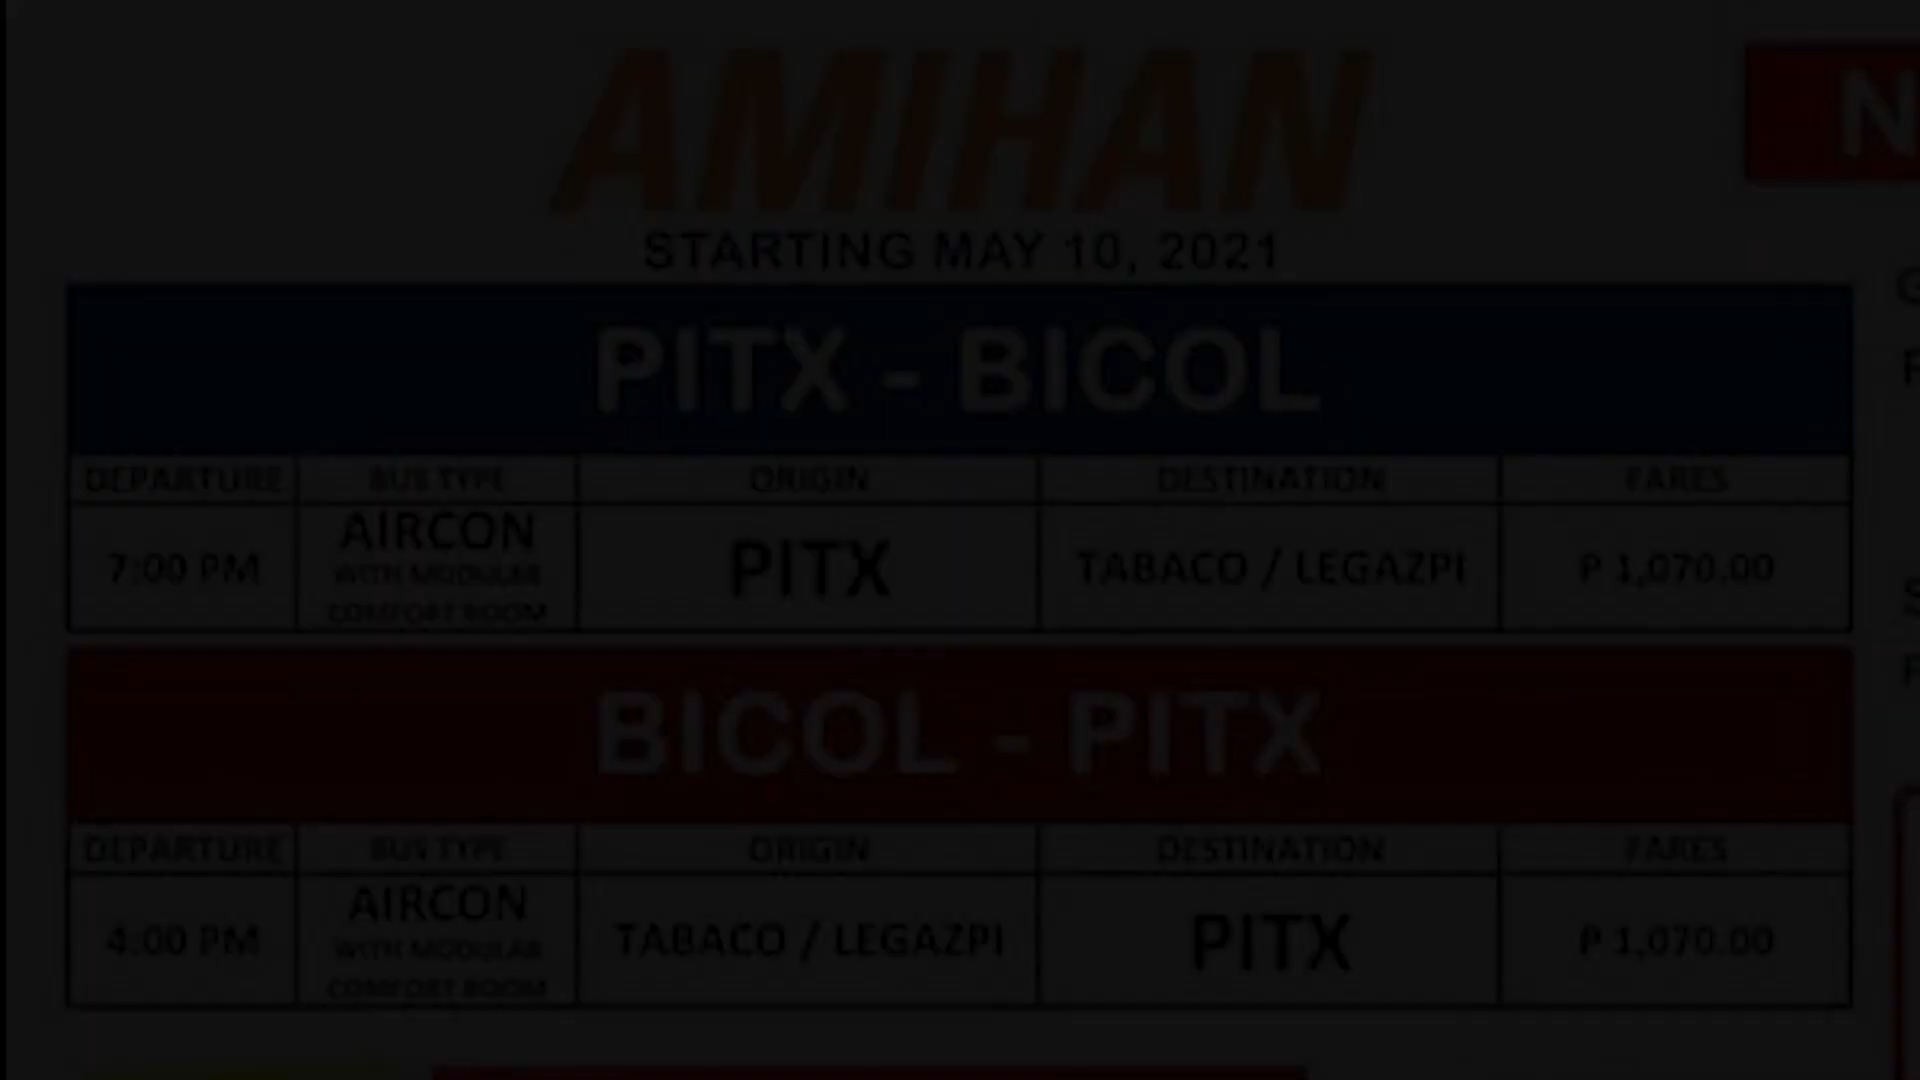 AMIHAN
STARTING MAY 10, 2021
PITX - BICOL
DEPARTURE BUS TYPE ORIGIN DESTINATION FARES
7:00 PM AIRCON WITH MODULAR COMFORT ROOM PITX TABACO / LEGAZPI P 1,070.00
BICOL - PITX
DEPARTURE BUS TYPE ORIGIN DESTINATION FARES
4:00 PM AIRCON WITH MODULAR COMFORT ROOM TABACO / LEGAZPI PITX P 1,070.00